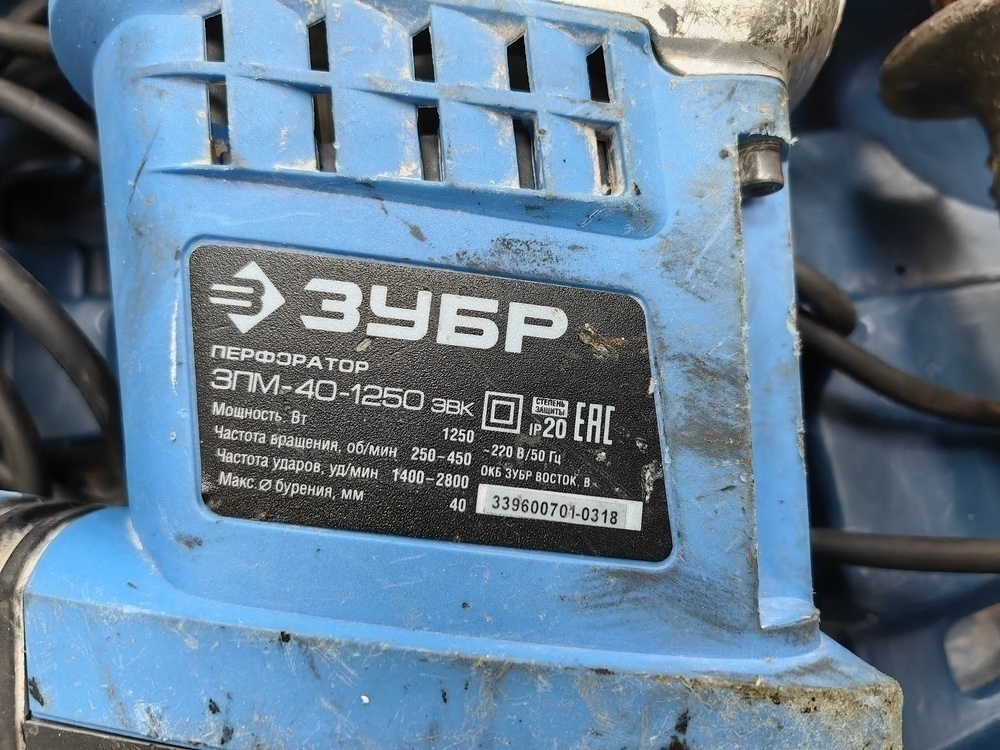 ЗУБР
ПЕРФОРАТОР
ЗПМ-40-1250 ЭВК
СТЕПЕНЬ ЗАЩИТЫ
IP20 EAC
Мощность, Вт 1250
~220 В/50 Гц
Частота вращения, об/мин 250-450
ОКБ ЗУБР ВОСТОК, В
Частота ударов, уд/мин 1400-2800
Макс. Ø бурения, мм 40
339600701-0318